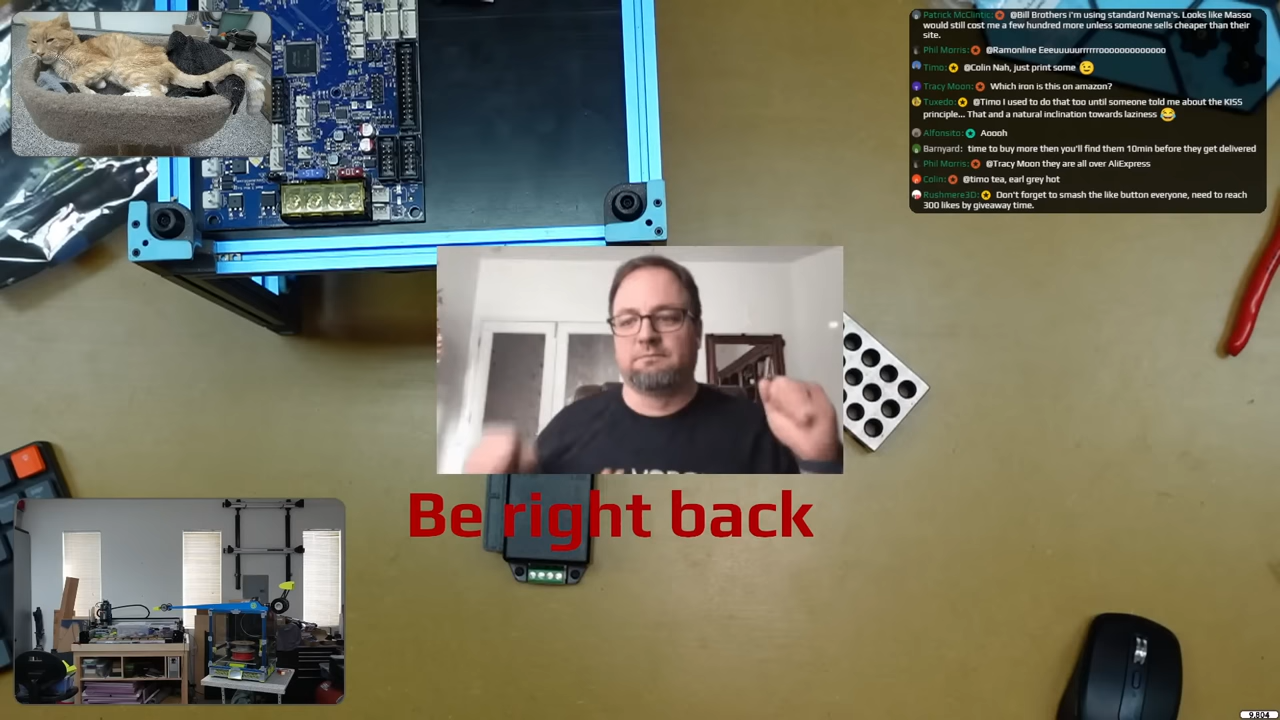 Patrick McClintic: @Bill Brothers i'm using standard Nema's. Looks like Masso
would still cost me a few hundred more unless someone sells cheaper than their
site.
Phil Morris: @Ramonline Eeeuuuuurrrrrroooooooooooooo
Timo: @Colin Nah, just print some 😉
Tracy Moon: Which iron is this on amazon?
Tuxedo: @Timo I used to do that too until someone told me about the KISS
principle... That and a natural inclination towards laziness 😂
Alfonsito: Aoooh
Barnyard: time to buy more then you'll find them 10min before they get delivered
Phil Morris: @Tracy Moon they are all over AliExpress
Colin: @timo tea, earl grey hot
Rushmere3D: Don't forget to smash the like button everyone, need to reach
300 likes by giveaway time.
Be right back
9,804